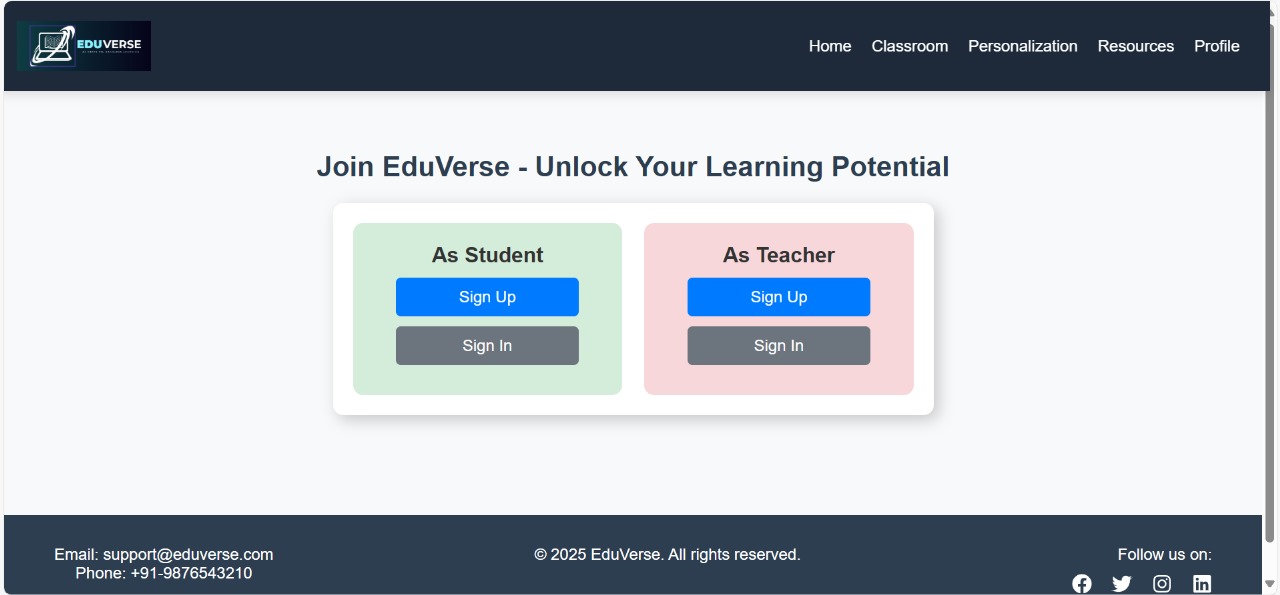 EDUVERSE
Home Classroom Personalization Resources Profile
Join EduVerse - Unlock Your Learning Potential
As Student
Sign Up
Sign In
As Teacher
Sign Up
Sign In
Email: support@eduverse.com
Phone: +91-9876543210
© 2025 EduVerse. All rights reserved.
Follow us on: